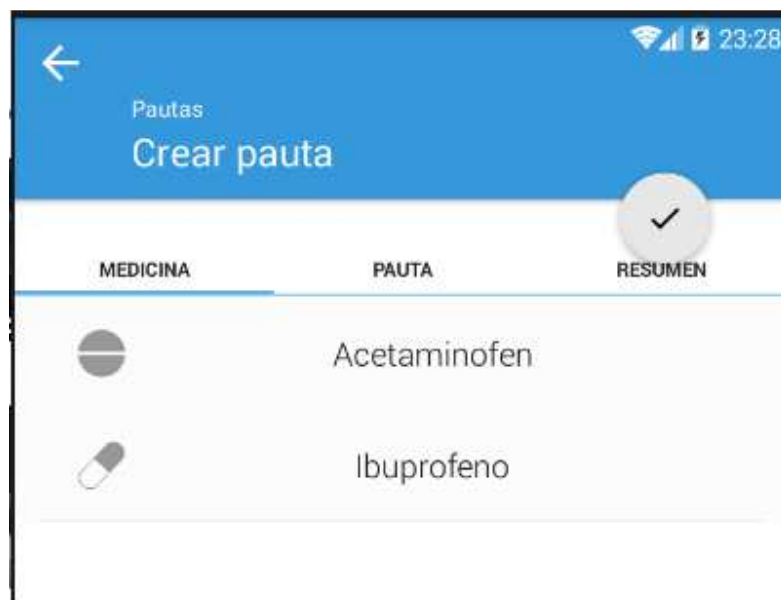 23:28
Pautas
Crear pauta
MEDICINA PAUTA RESUMEN
Acetaminofen
Ibuprofeno